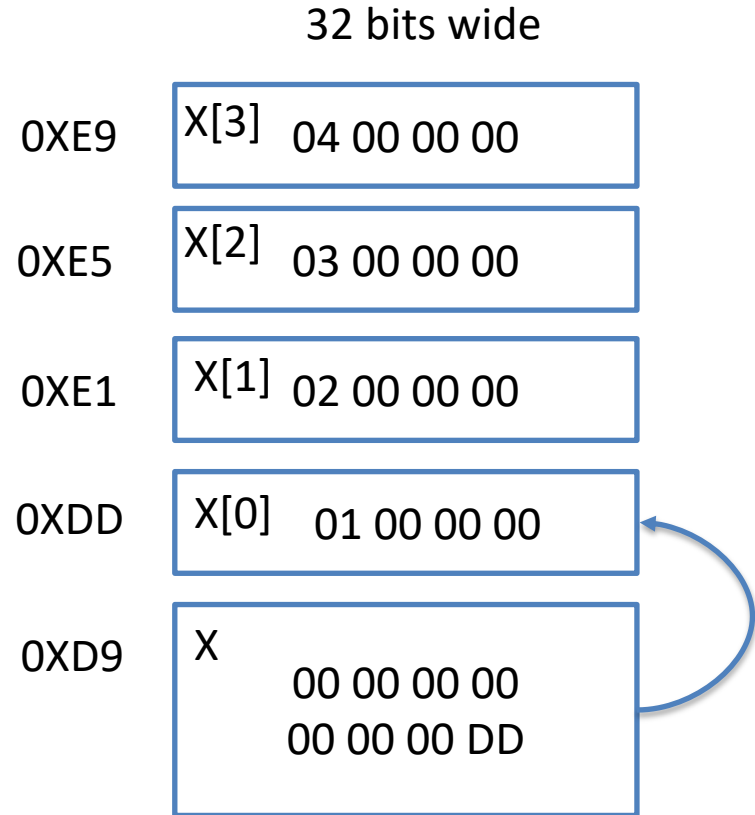 32 bits wide
0XE9 X[3] 04 00 00 00
0XE5 X[2] 03 00 00 00
0XE1 X[1] 02 00 00 00
0XDD X[0] 01 00 00 00
0XD9 X
00 00 00 00
00 00 00 DD